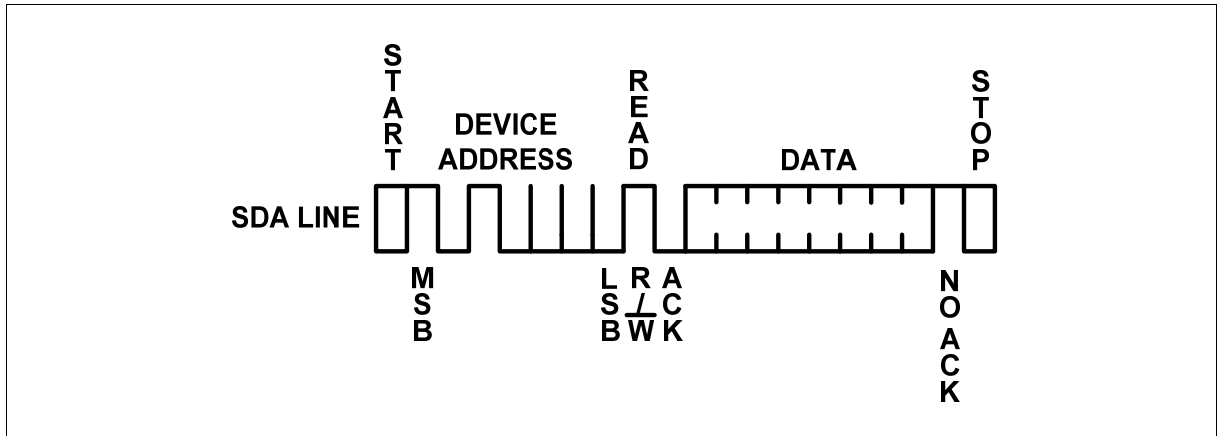 START
DEVICE
ADDRESS
READ
DATA
STOP
SDA LINE
MSB
LSB
R/W
ACK
NO ACK